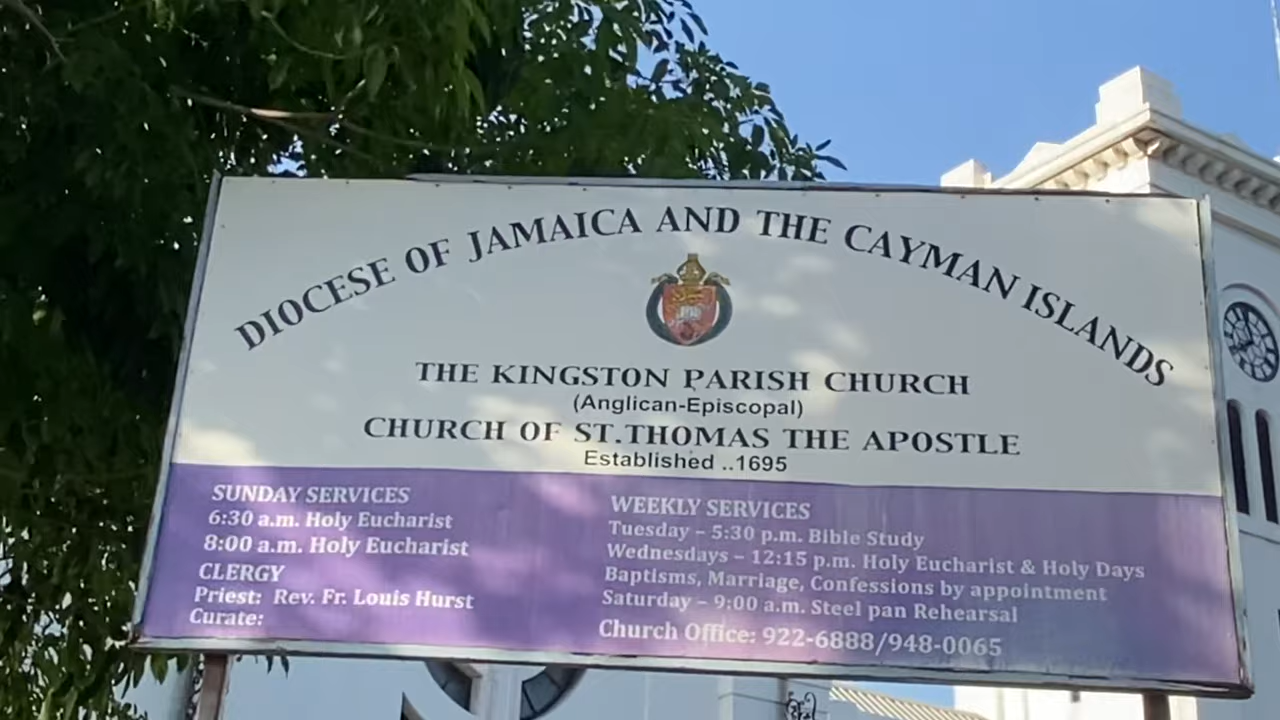 DIOCESE OF JAMAICA AND THE CAYMAN ISLANDS
THE KINGSTON PARISH CHURCH
(Anglican-Episcopal)
CHURCH OF ST.THOMAS THE APOSTLE
Established ..1695
SUNDAY SERVICES
6:30 a.m. Holy Eucharist
8:00 a.m. Holy Eucharist
CLERGY
Priest: Rev. Fr. Louis Hurst
Curate:
WEEKLY SERVICES
Tuesday – 5:30 p.m. Bible Study
Wednesdays – 12:15 p.m. Holy Eucharist & Holy Days
Baptisms, Marriage, Confessions by appointment
Saturday – 9:00 a.m. Steel pan Rehearsal
Church Office: 922-6888/948-0065